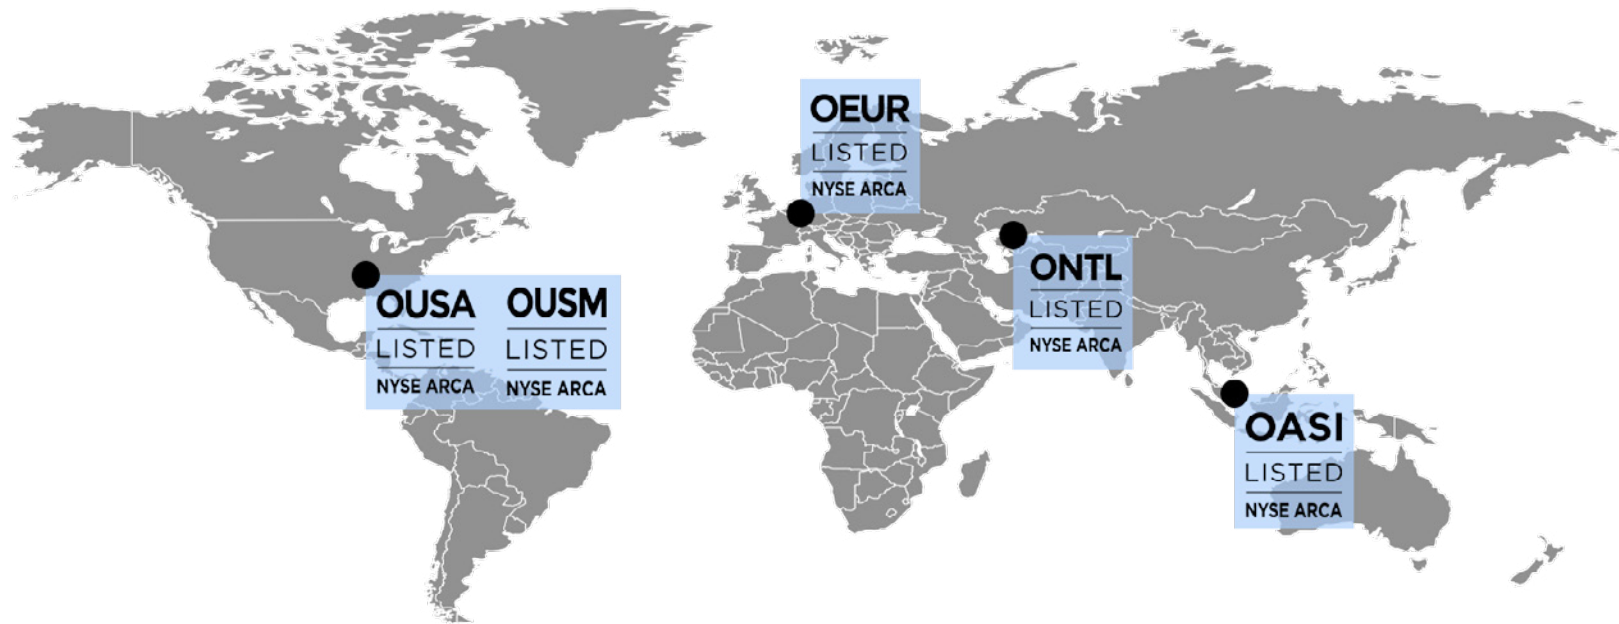 OEUR
LISTED
NYSE ARCA
ONTL
LISTED
NYSE ARCA
OUSA OUSM
LISTED LISTED
NYSE ARCA NYSE ARCA
OASI
LISTED
NYSE ARCA